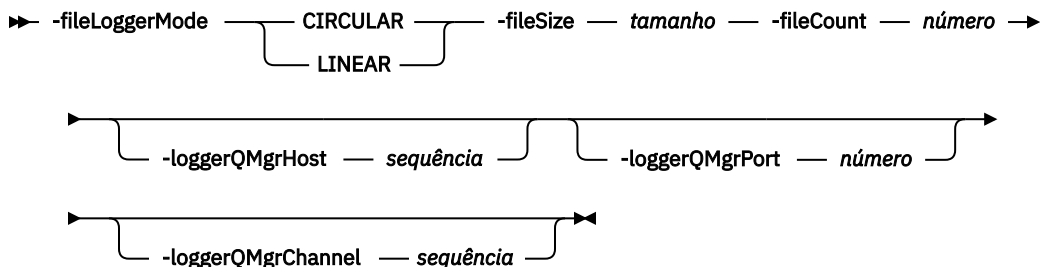 -fileLoggerMode CIRCULAR -fileSize tamanho -fileCount número
LINEAR
-loggerQMgrHost sequência -loggerQMgrPort número
-loggerQMgrChannel sequência